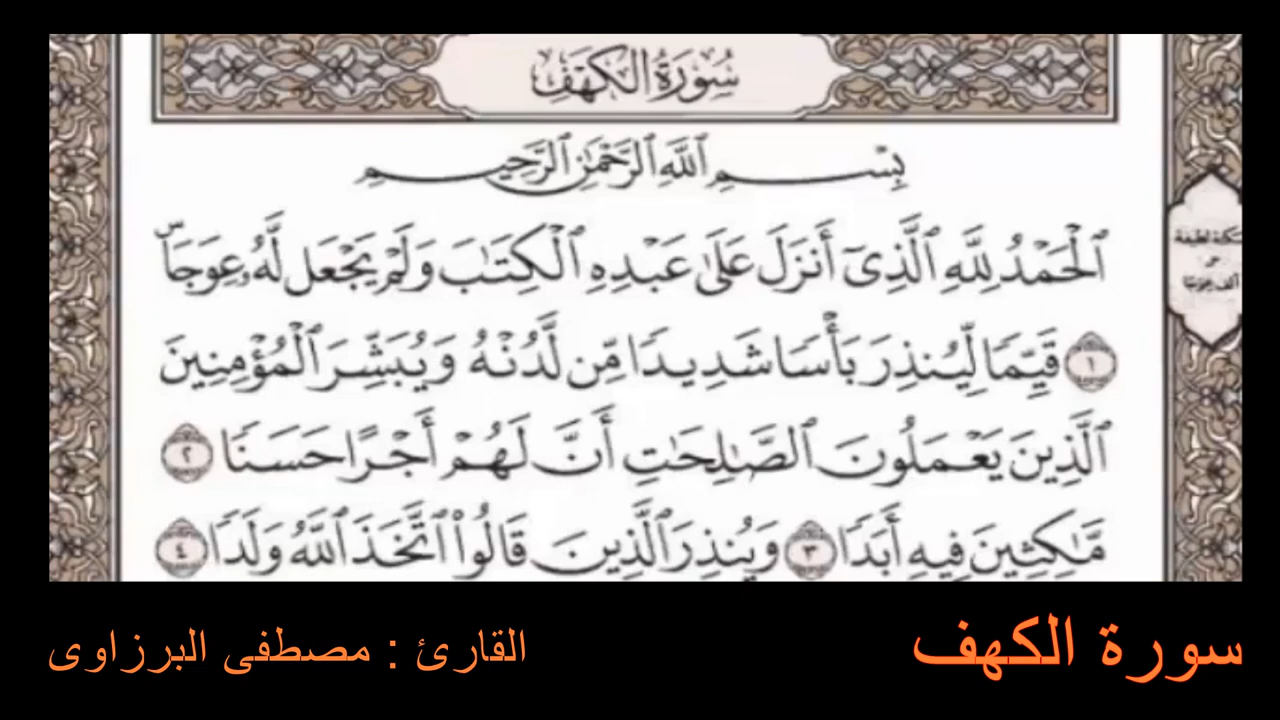 سُورَةُ الكَهْفِ
بِسْمِ ٱللَّهِ ٱلرَّحْمَٰنِ ٱلرَّحِيمِ
ٱلْحَمْدُ لِلَّهِ ٱلَّذِىٓ أَنزَلَ عَلَىٰ عَبْدِهِ ٱلْكِتَٰبَ وَلَمْ يَجْعَل لَّهُۥ عِوَجَاۜ
١ قَيِّمًا لِّيُنذِرَ بَأْسًا شَدِيدًا مِّن لَّدُنْهُ وَيُبَشِّرَ ٱلْمُؤْمِنِينَ
ٱلَّذِينَ يَعْمَلُونَ ٱلصَّٰلِحَٰتِ أَنَّ لَهُمْ أَجْرًا حَسَنًا ٢
مَّٰكِثِينَ فِيهِ أَبَدًا ٣ وَيُنذِرَ ٱلَّذِينَ قَالُوا۟ ٱتَّخَذَ ٱللَّهُ وَلَدًا ٤
سورة الكهف
القارئ : مصطفى البرزاوى